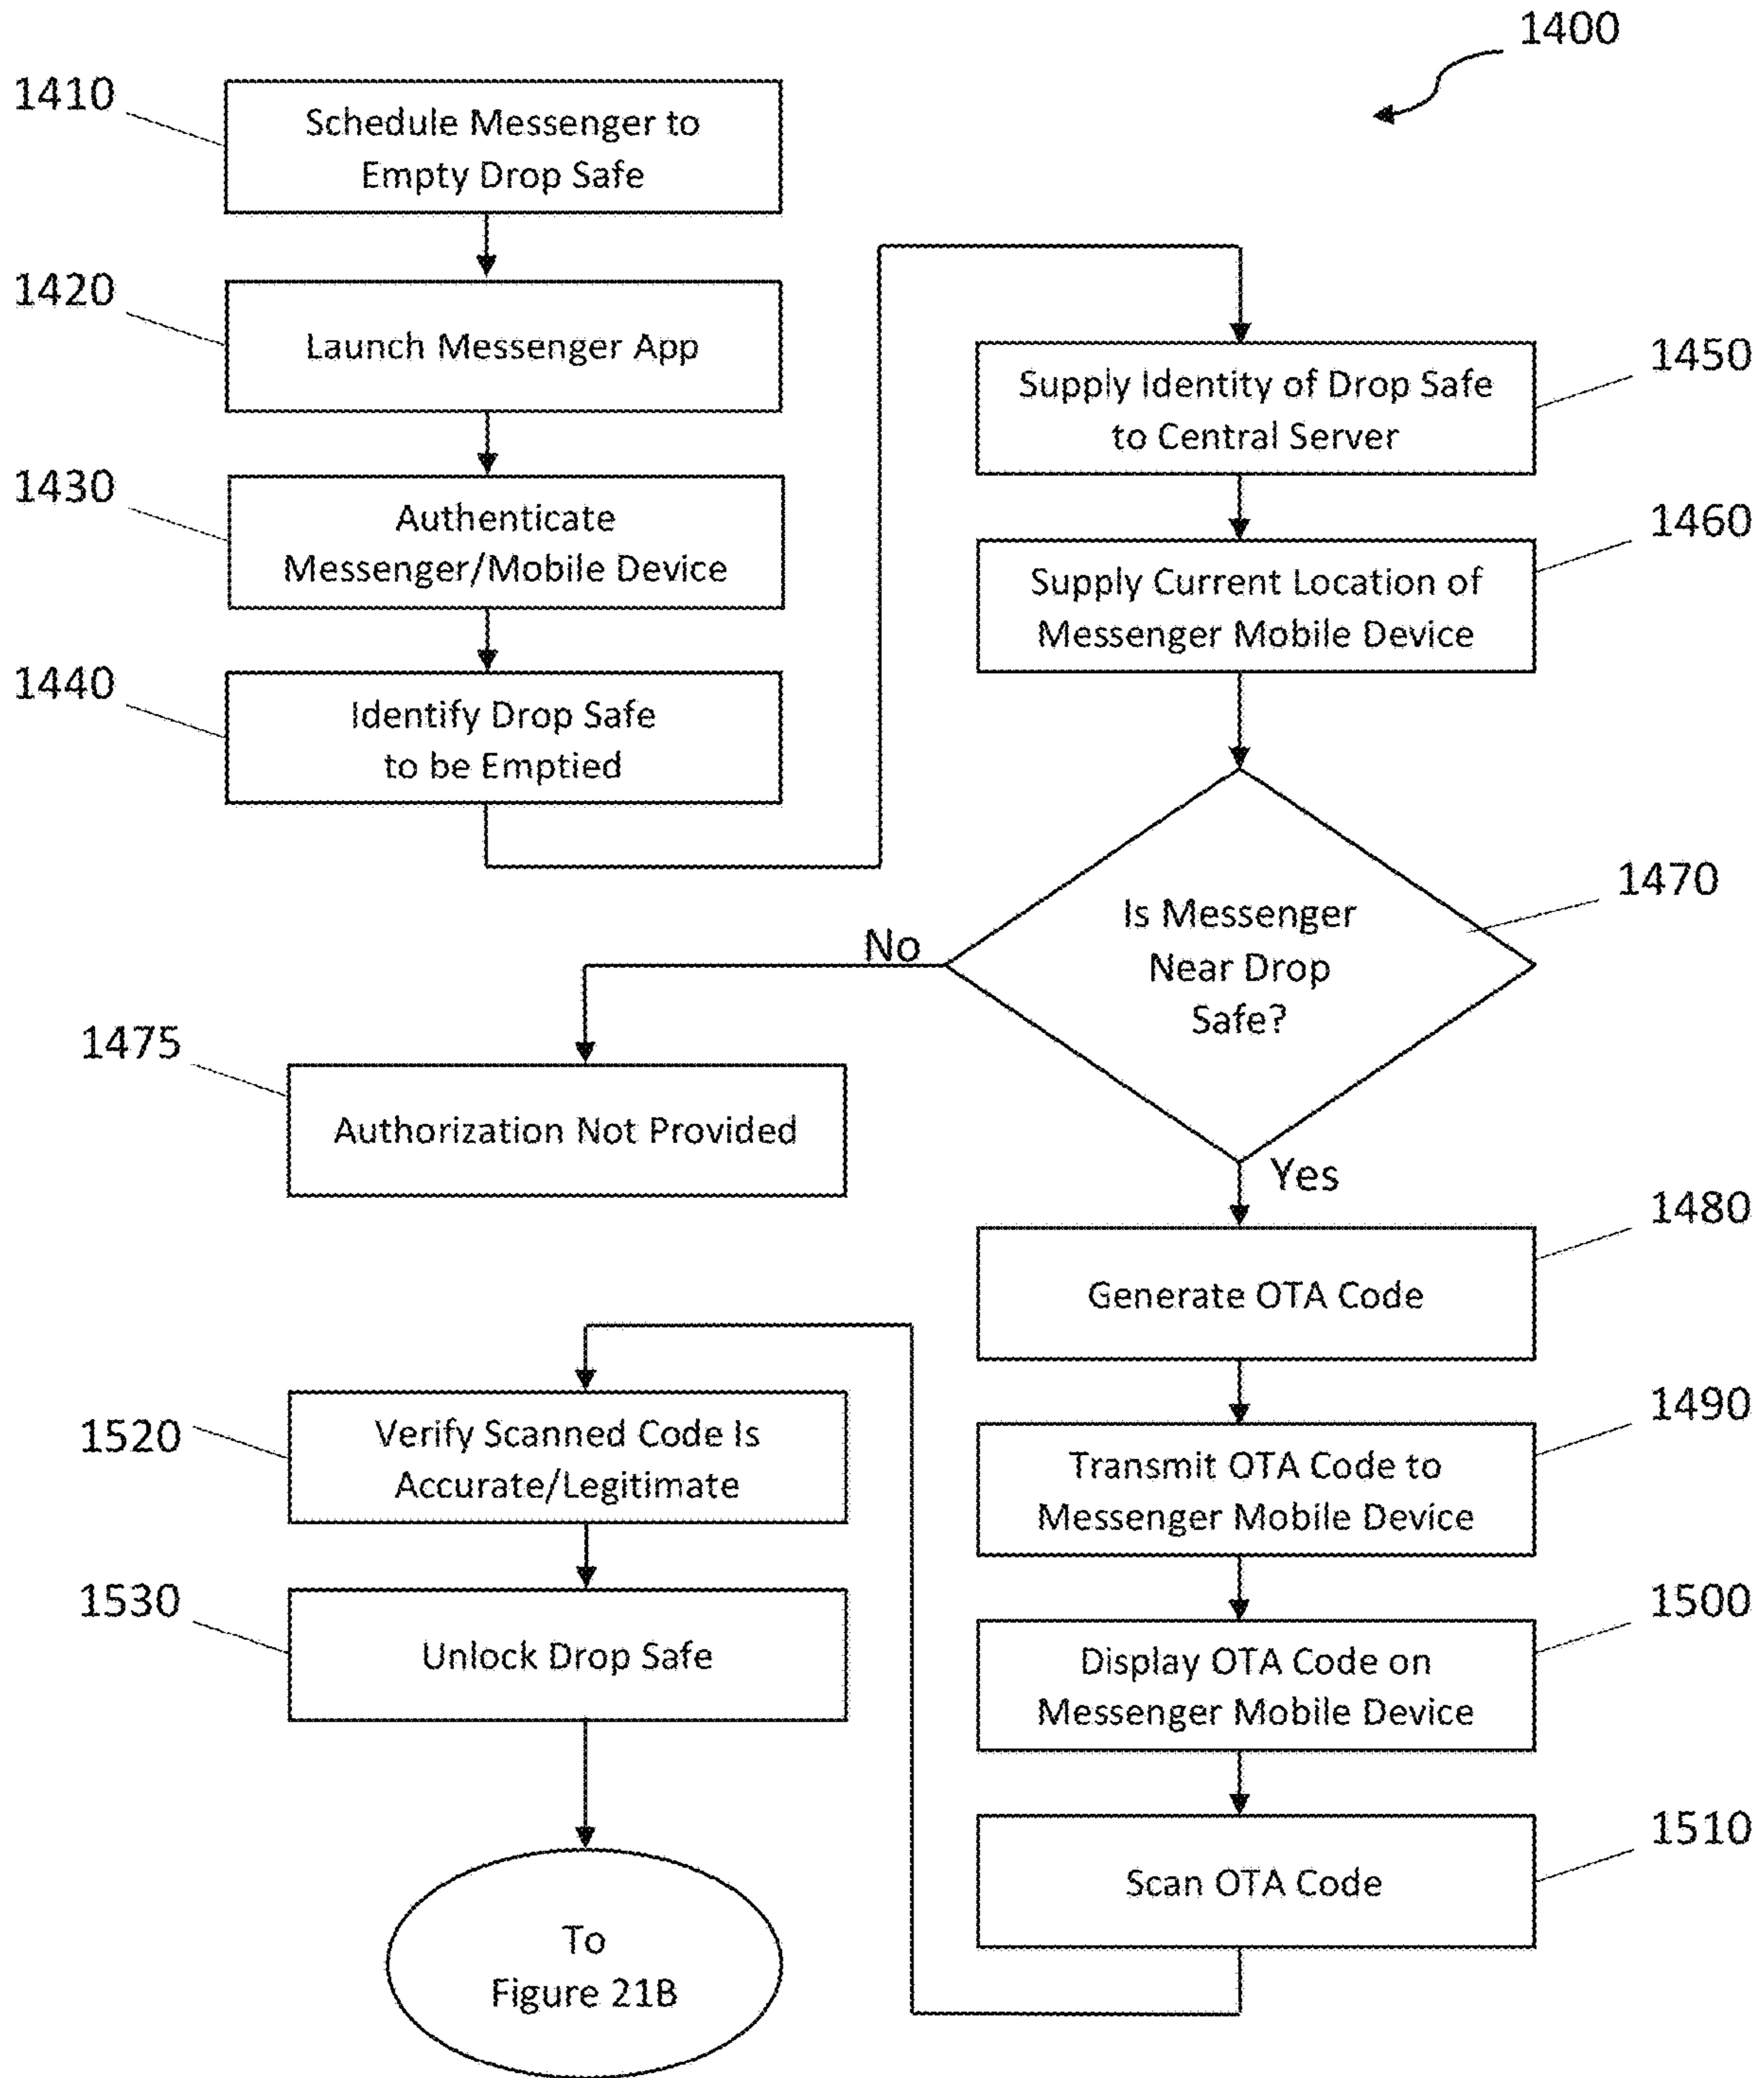 1400
1410
Schedule Messenger to
Empty Drop Safe
1420
Launch Messenger App
1430
Authenticate
Messenger/Mobile Device
1440
Identify Drop Safe
to be Emptied
1450
Supply Identity of Drop Safe
to Central Server
1460
Supply Current Location of
Messenger Mobile Device
1470
Is Messenger
Near Drop
Safe?
No
1475
Authorization Not Provided
Yes
1480
Generate OTA Code
1490
Transmit OTA Code to
Messenger Mobile Device
1500
Display OTA Code on
Messenger Mobile Device
1510
Scan OTA Code
1520
Verify Scanned Code Is
Accurate/Legitimate
1530
Unlock Drop Safe
To
Figure 21B